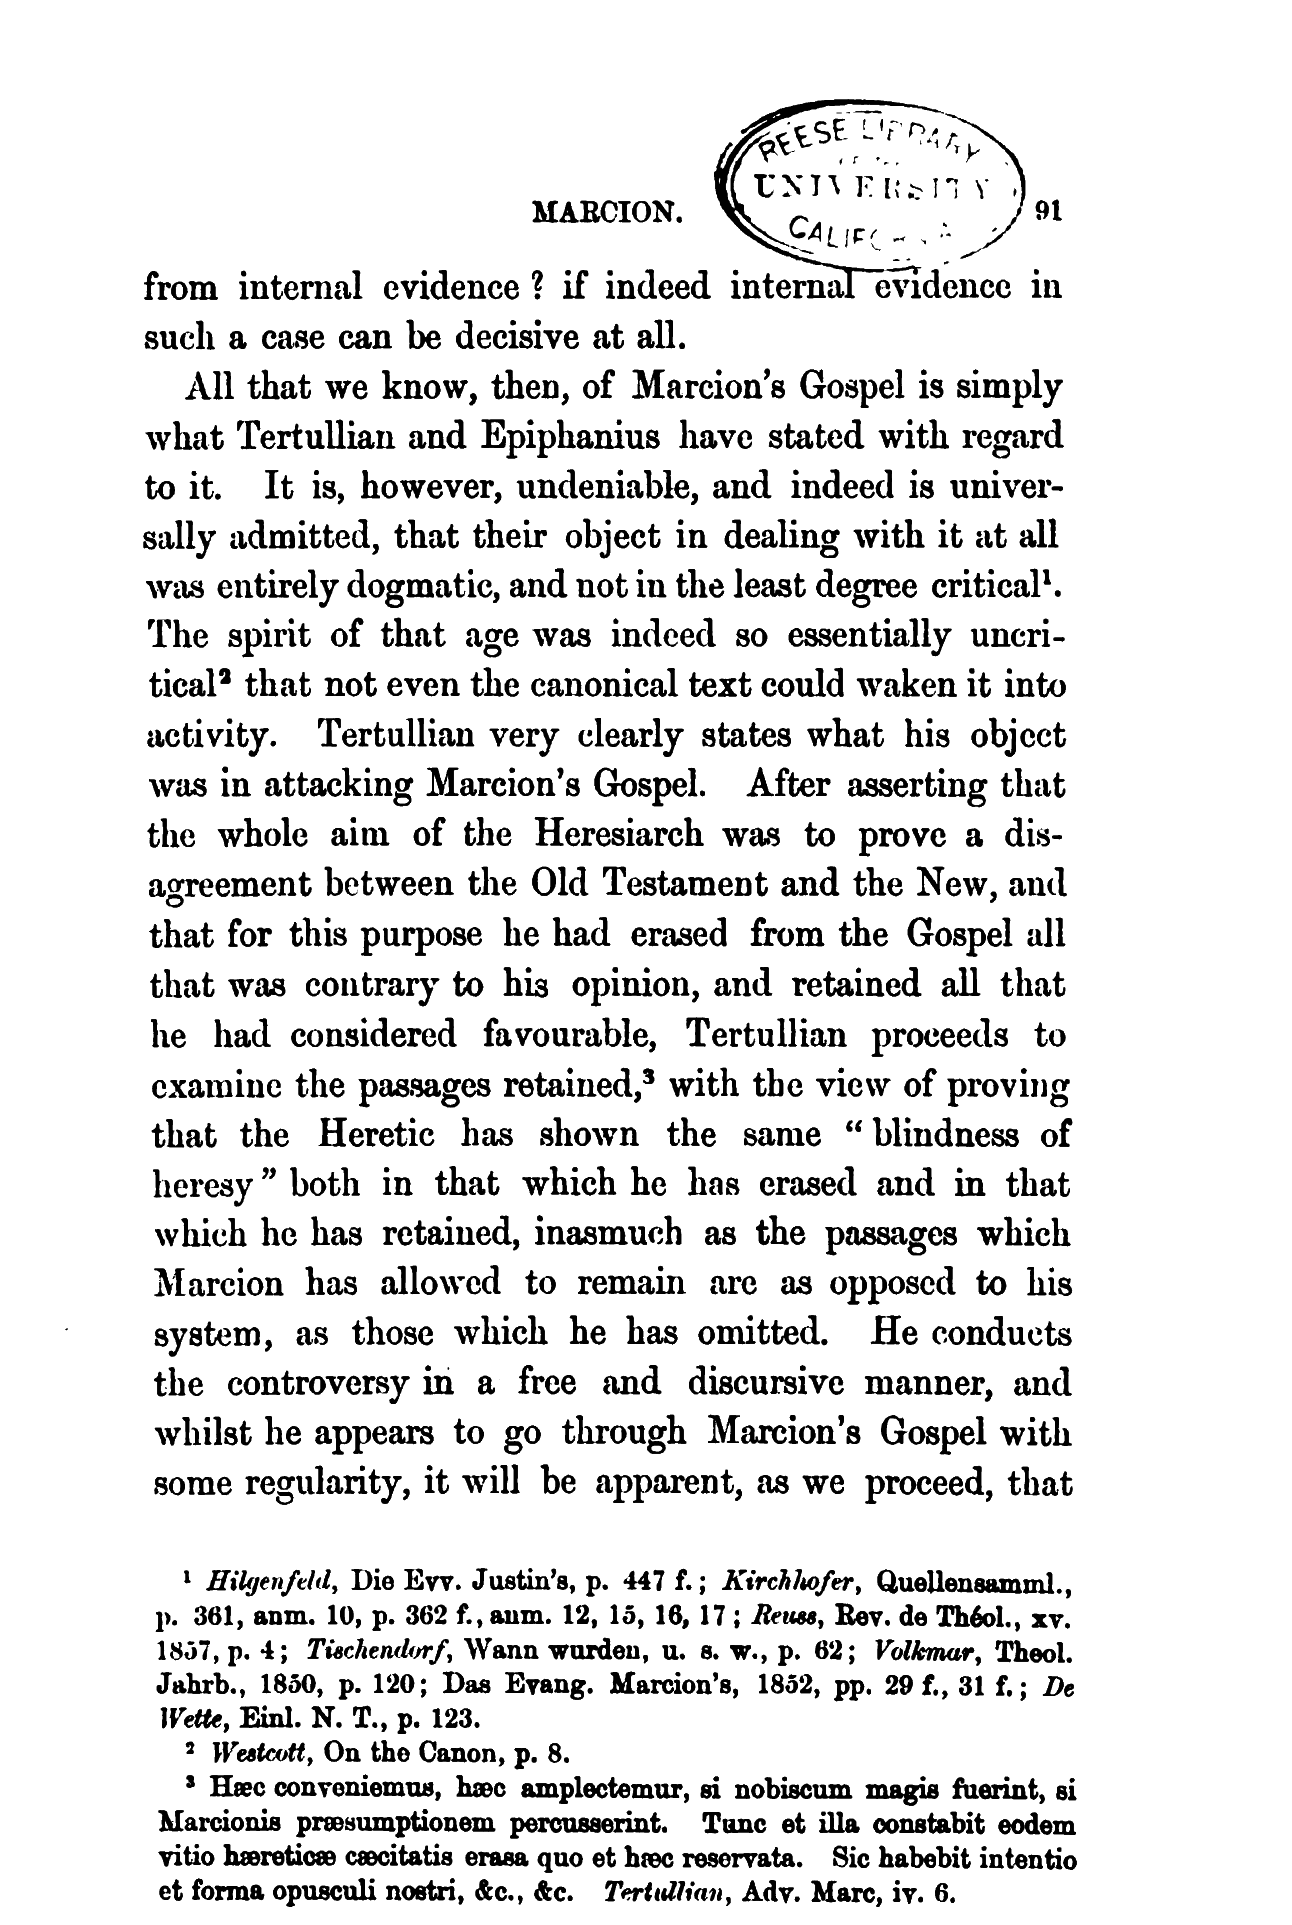 REESE LIBRARY
UNIVERSITY
MARCION.
91
from internal evidence ? if indeed internal evidence in
such a case can be decisive at all.
All that we know, then, of Marcion's Gospel is simply
what Tertullian and Epiphanius have stated with regard
to it. It is, however, undeniable, and indeed is univer-
sally admitted, that their object in dealing with it at all
was entirely dogmatic, and not in the least degree critical¹.
The spirit of that age was indeed so essentially uncri-
tical² that not even the canonical text could waken it into
activity. Tertullian very clearly states what his object
was in attacking Marcion's Gospel. After asserting that
the whole aim of the Heresiarch was to prove a dis-
agreement between the Old Testament and the New, and
that for this purpose he had erased from the Gospel all
that was contrary to his opinion, and retained all that
he had considered favourable, Tertullian proceeds to
examine the passages retained,³ with the view of proving
that the Heretic has shown the same “ blindness of
heresy ” both in that which he has erased and in that
which he has retained, inasmuch as the passages which
Marcion has allowed to remain are as opposed to his
system, as those which he has omitted. He conducts
the controversy in a free and discursive manner, and
whilst he appears to go through Marcion's Gospel with
some regularity, it will be apparent, as we proceed, that
¹ Hilgenfeld, Die Evv. Justin's, p. 447 f. ; Kirchhofer, Quellensamml.,
p. 361, anm. 10, p. 362 f., anm. 12, 15, 16, 17 ; Reuss, Rev. de Théol., xv.
1857, p. 4 ; Tischendorf, Wann wurden, u. s. w., p. 62 ; Volkmar, Theol.
Jahrb., 1850, p. 120 ; Das Evang. Marcion's, 1852, pp. 29 f., 31 f. ; De
Wette, Einl. N. T., p. 123.
² Westcott, On the Canon, p. 8.
³ Hæc conveniemus, hæc amplectemur, si nobiscum magis fuerint, si
Marcionis præsumptionem percusserint. Tunc et illa constabit eodem
vitio hæreticæ cæcitatis erasa quo et hæc reservata. Sic habebit intentio
et forma opusculi nostri, &c., &c. Tertullian, Adv. Marc, iv. 6.